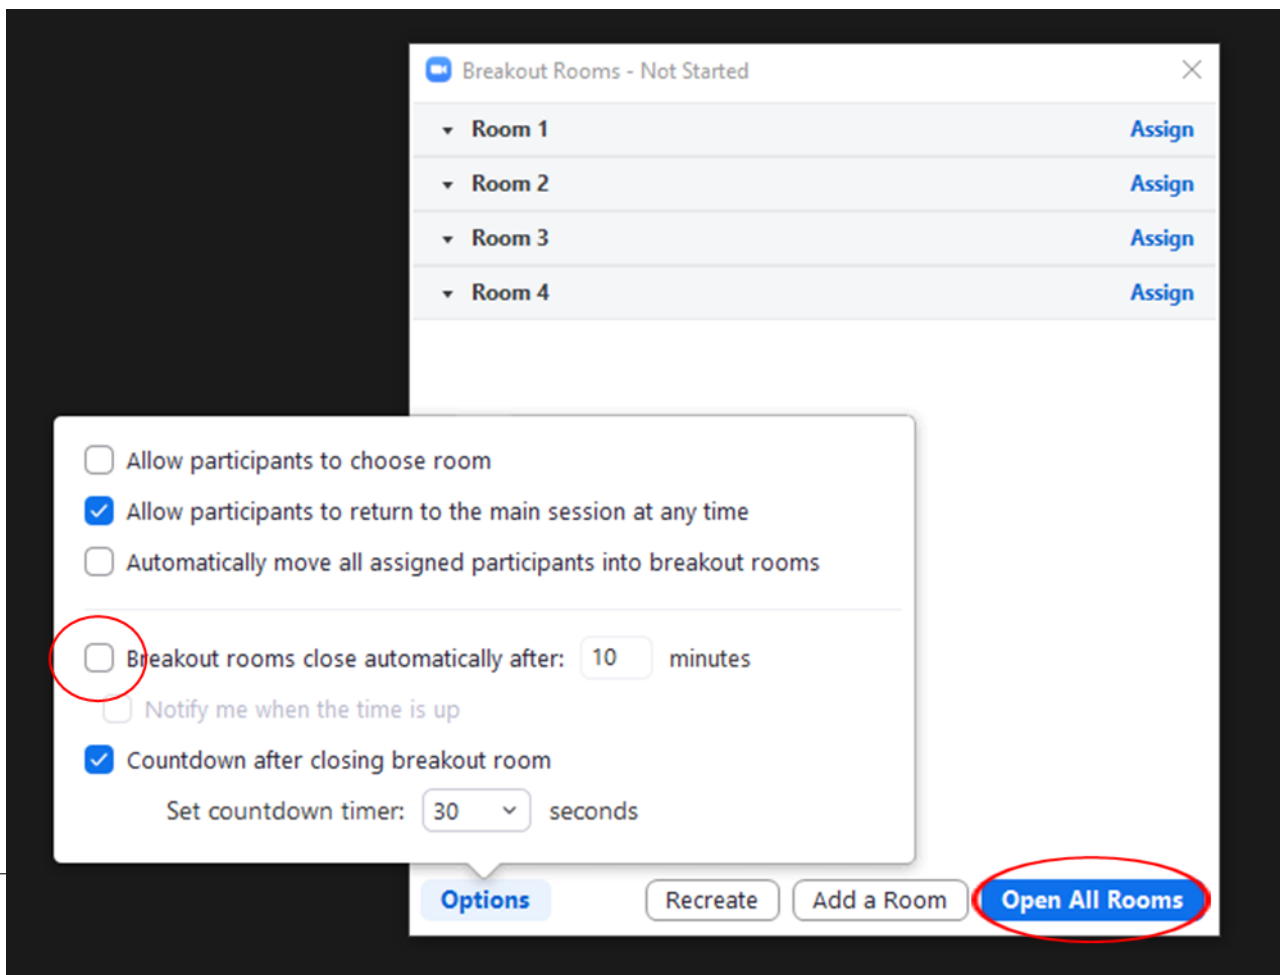 Breakout Rooms - Not Started
Room 1 Assign
Room 2 Assign
Room 3 Assign
Room 4 Assign
Allow participants to choose room
Allow participants to return to the main session at any time
Automatically move all assigned participants into breakout rooms
Breakout rooms close automatically after: 10 minutes
Notify me when the time is up
Countdown after closing breakout room
Set countdown timer: 30 seconds
Options Recreate Add a Room Open All Rooms